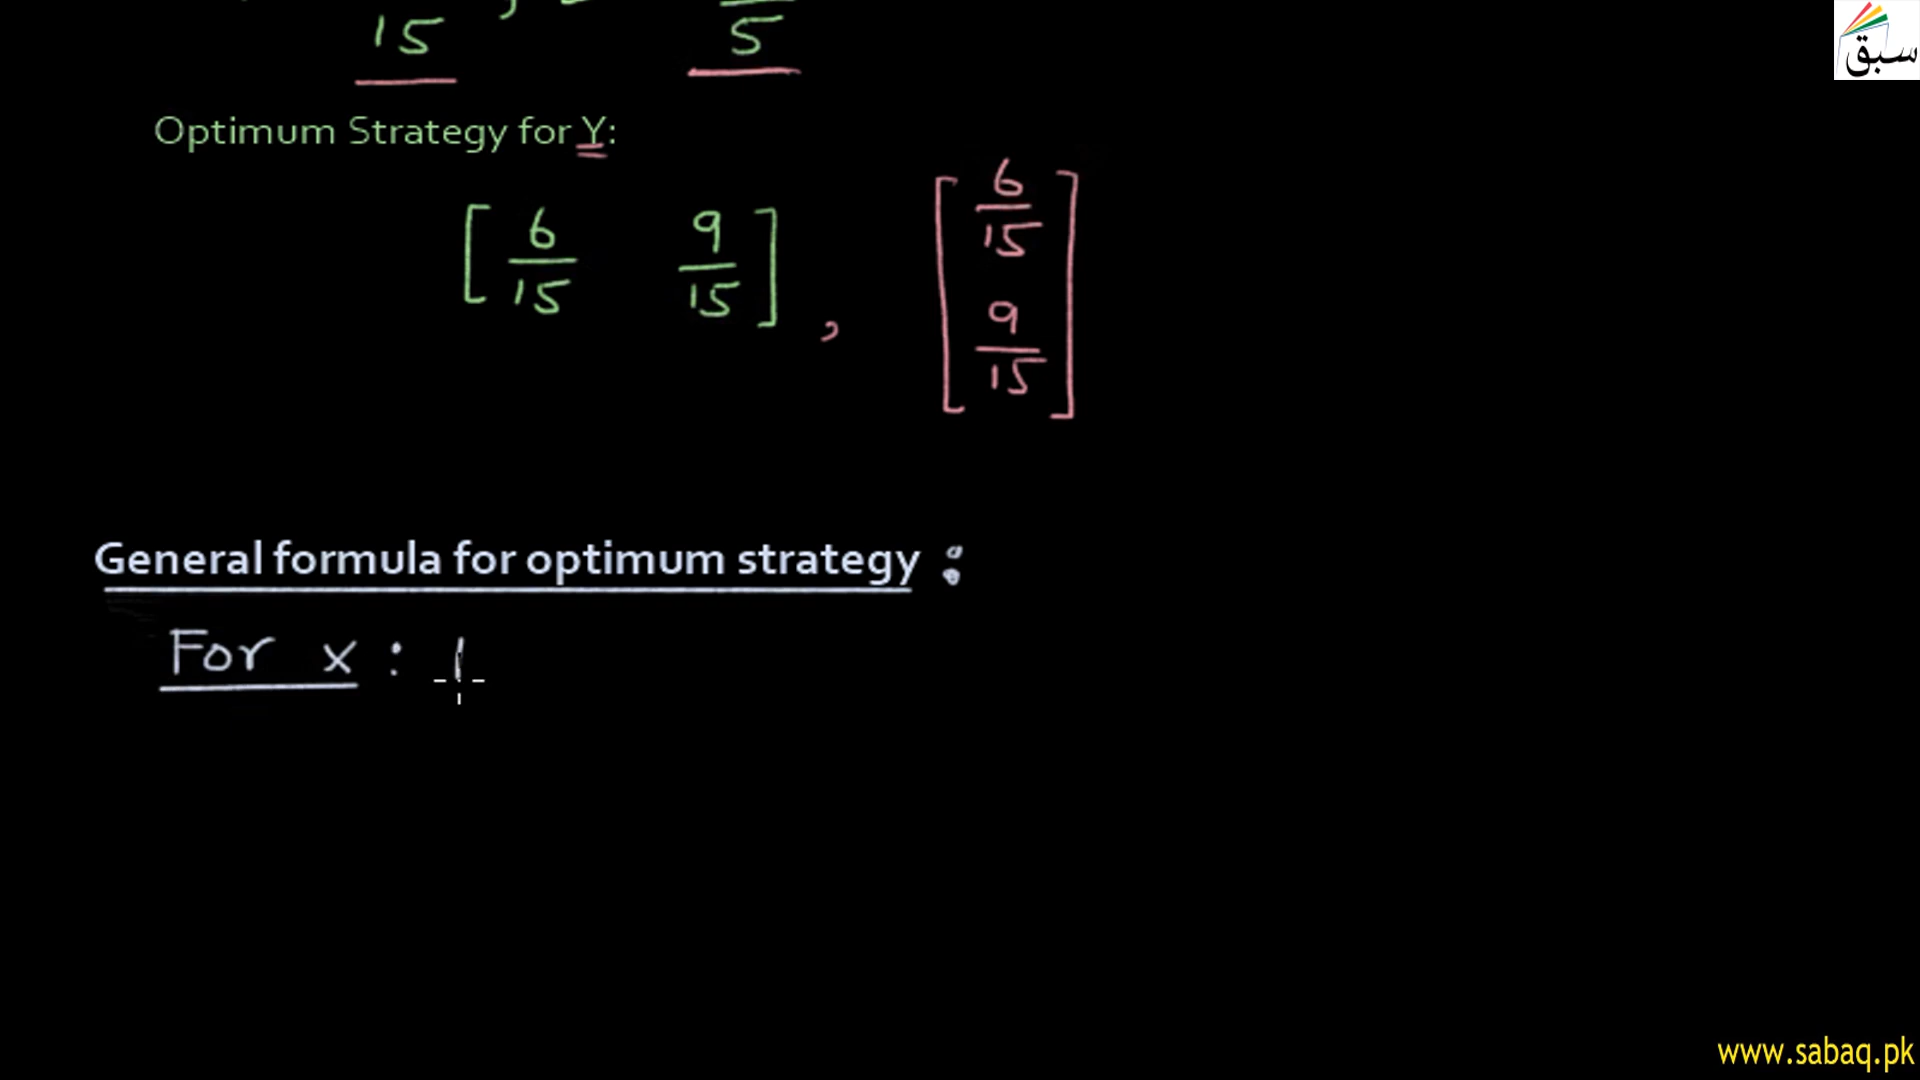 15 , 5
سبق
Optimum Strategy for Y:
[ 6/15 9/15 ] , [ 6/15 9/15 ]
General formula for optimum strategy :
For x :
www.sabaq.pk